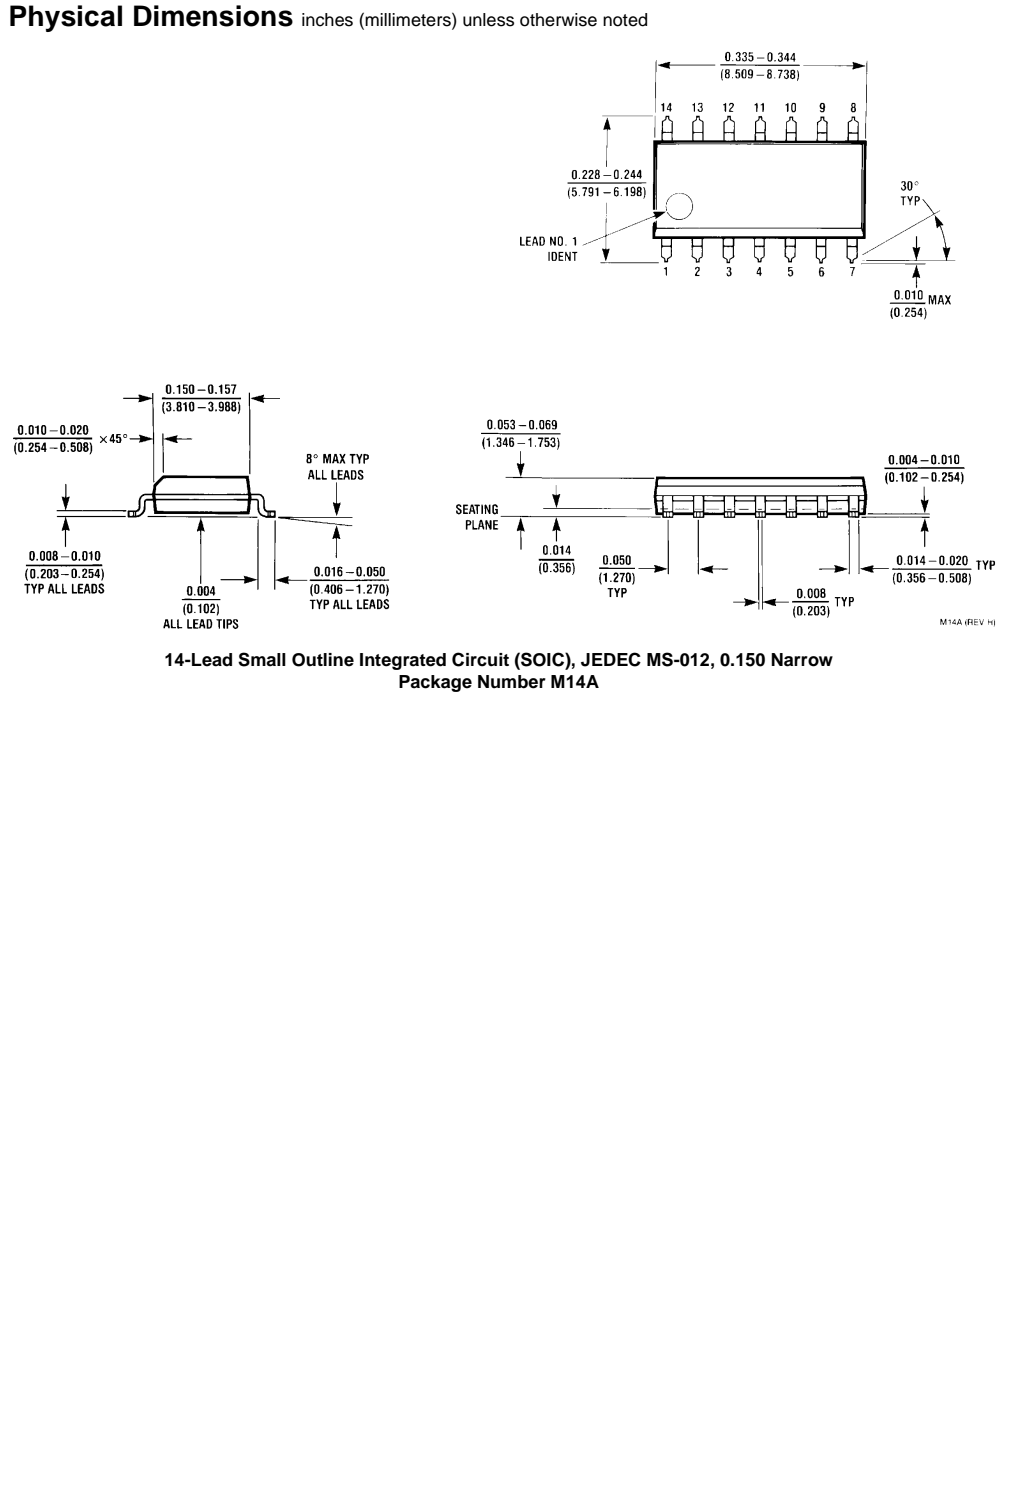 Physical Dimensions inches (millimeters) unless otherwise noted
0.335 – 0.344
(8.509 – 8.738)
14 13 12 11 10 9 8
0.228 – 0.244
(5.791 – 6.198)
30°
TYP
LEAD NO. 1
IDENT
1 2 3 4 5 6 7
0.010 MAX
(0.254)
0.150 – 0.157
(3.810 – 3.988)
0.010 – 0.020
(0.254 – 0.508)
× 45°
8° MAX TYP
ALL LEADS
0.008 – 0.010
(0.203 – 0.254)
TYP ALL LEADS
0.004
(0.102)
ALL LEAD TIPS
0.016 – 0.050
(0.406 – 1.270)
TYP ALL LEADS
0.053 – 0.069
(1.346 – 1.753)
0.004 – 0.010
(0.102 – 0.254)
SEATING
PLANE
0.014
(0.356)
0.050
(1.270)
TYP
0.014 – 0.020 TYP
(0.356 – 0.508)
0.008 TYP
(0.203)
M14A (REV H)
14-Lead Small Outline Integrated Circuit (SOIC), JEDEC MS-012, 0.150 Narrow
Package Number M14A